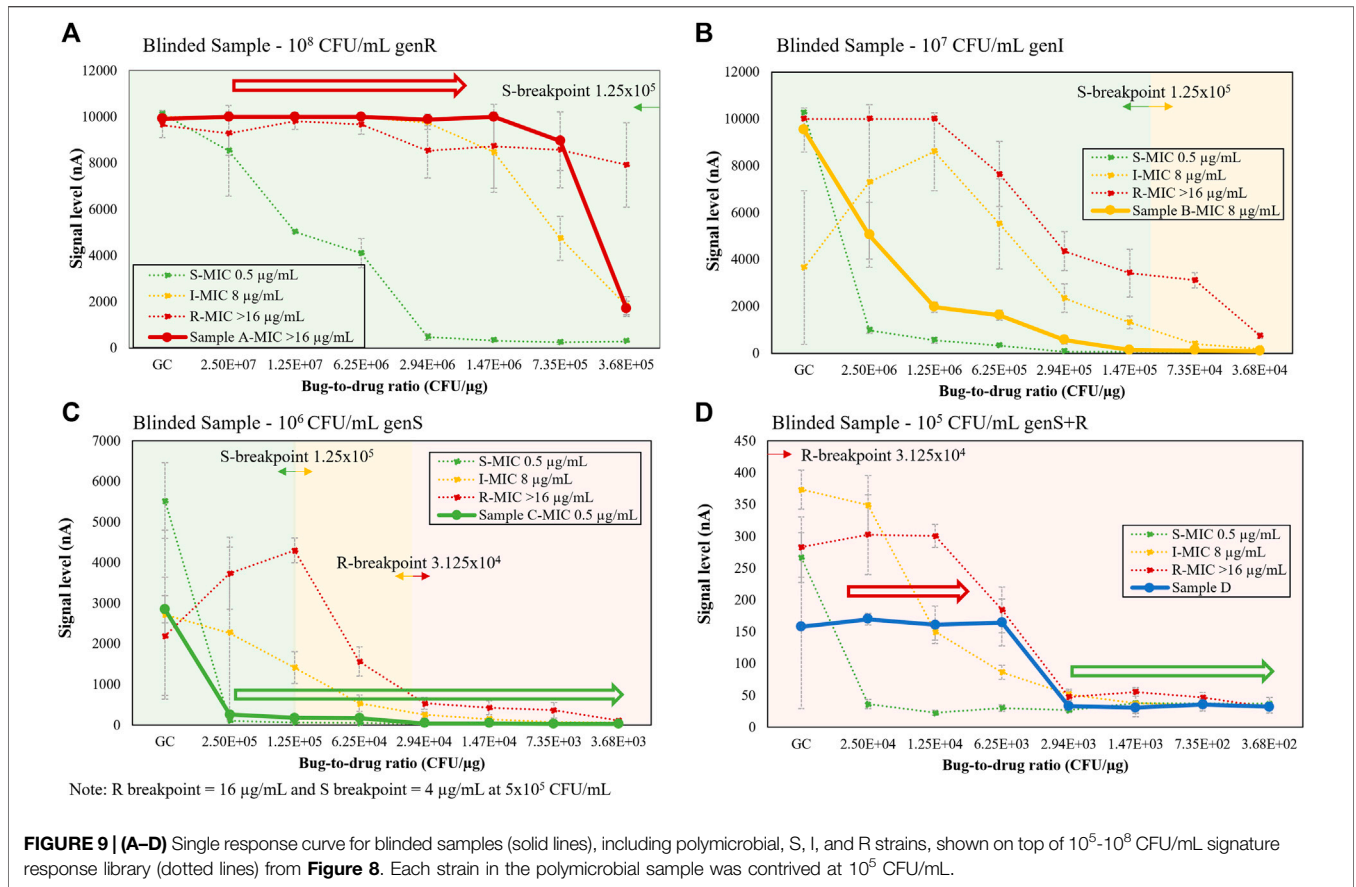 A
Blinded Sample - 10⁸ CFU/mL genR
12000
10000
8000
6000
4000
2000
0
Signal level (nA)
S-breakpoint 1.25x10⁵
S-MIC 0.5 µg/mL
I-MIC 8 µg/mL
R-MIC >16 µg/mL
Sample A-MIC >16 µg/mL
GC 2.50E+07 1.25E+07 6.25E+06 2.94E+06 1.47E+06 7.35E+05 3.68E+05
Bug-to-drug ratio (CFU/µg)
B
Blinded Sample - 10⁷ CFU/mL genI
12000
10000
8000
6000
4000
2000
0
Signal level (nA)
S-breakpoint 1.25x10⁵
S-MIC 0.5 µg/mL
I-MIC 8 µg/mL
R-MIC >16 µg/mL
Sample B-MIC 8 µg/mL
GC 2.50E+06 1.25E+06 6.25E+05 2.94E+05 1.47E+05 7.35E+04 3.68E+04
Bug-to-drug ratio (CFU/µg)
C
Blinded Sample - 10⁶ CFU/mL genS
7000
6000
5000
4000
3000
2000
1000
0
Signal level (nA)
S-breakpoint 1.25x10⁵
R-breakpoint 3.125x10⁴
S-MIC 0.5 µg/mL
I-MIC 8 µg/mL
R-MIC >16 µg/mL
Sample C-MIC 0.5 µg/mL
GC 2.50E+05 1.25E+05 6.25E+04 2.94E+04 1.47E+04 7.35E+03 3.68E+03
Bug-to-drug ratio (CFU/µg)
D
Blinded Sample - 10⁵ CFU/mL genS+R
450
400
350
300
250
200
150
100
50
0
Signal level (nA)
R-breakpoint 3.125x10⁴
S-MIC 0.5 µg/mL
I-MIC 8 µg/mL
R-MIC >16 µg/mL
Sample D
GC 2.50E+04 1.25E+04 6.25E+03 2.94E+03 1.47E+03 7.35E+02 3.68E+02
Bug-to-drug ratio (CFU/µg)
Note: R breakpoint = 16 µg/mL and S breakpoint = 4 µg/mL at 5x10⁵ CFU/mL
FIGURE 9 | (A–D) Single response curve for blinded samples (solid lines), including polymicrobial, S, I, and R strains, shown on top of 10⁵-10⁸ CFU/mL signature
response library (dotted lines) from Figure 8. Each strain in the polymicrobial sample was contrived at 10⁵ CFU/mL.